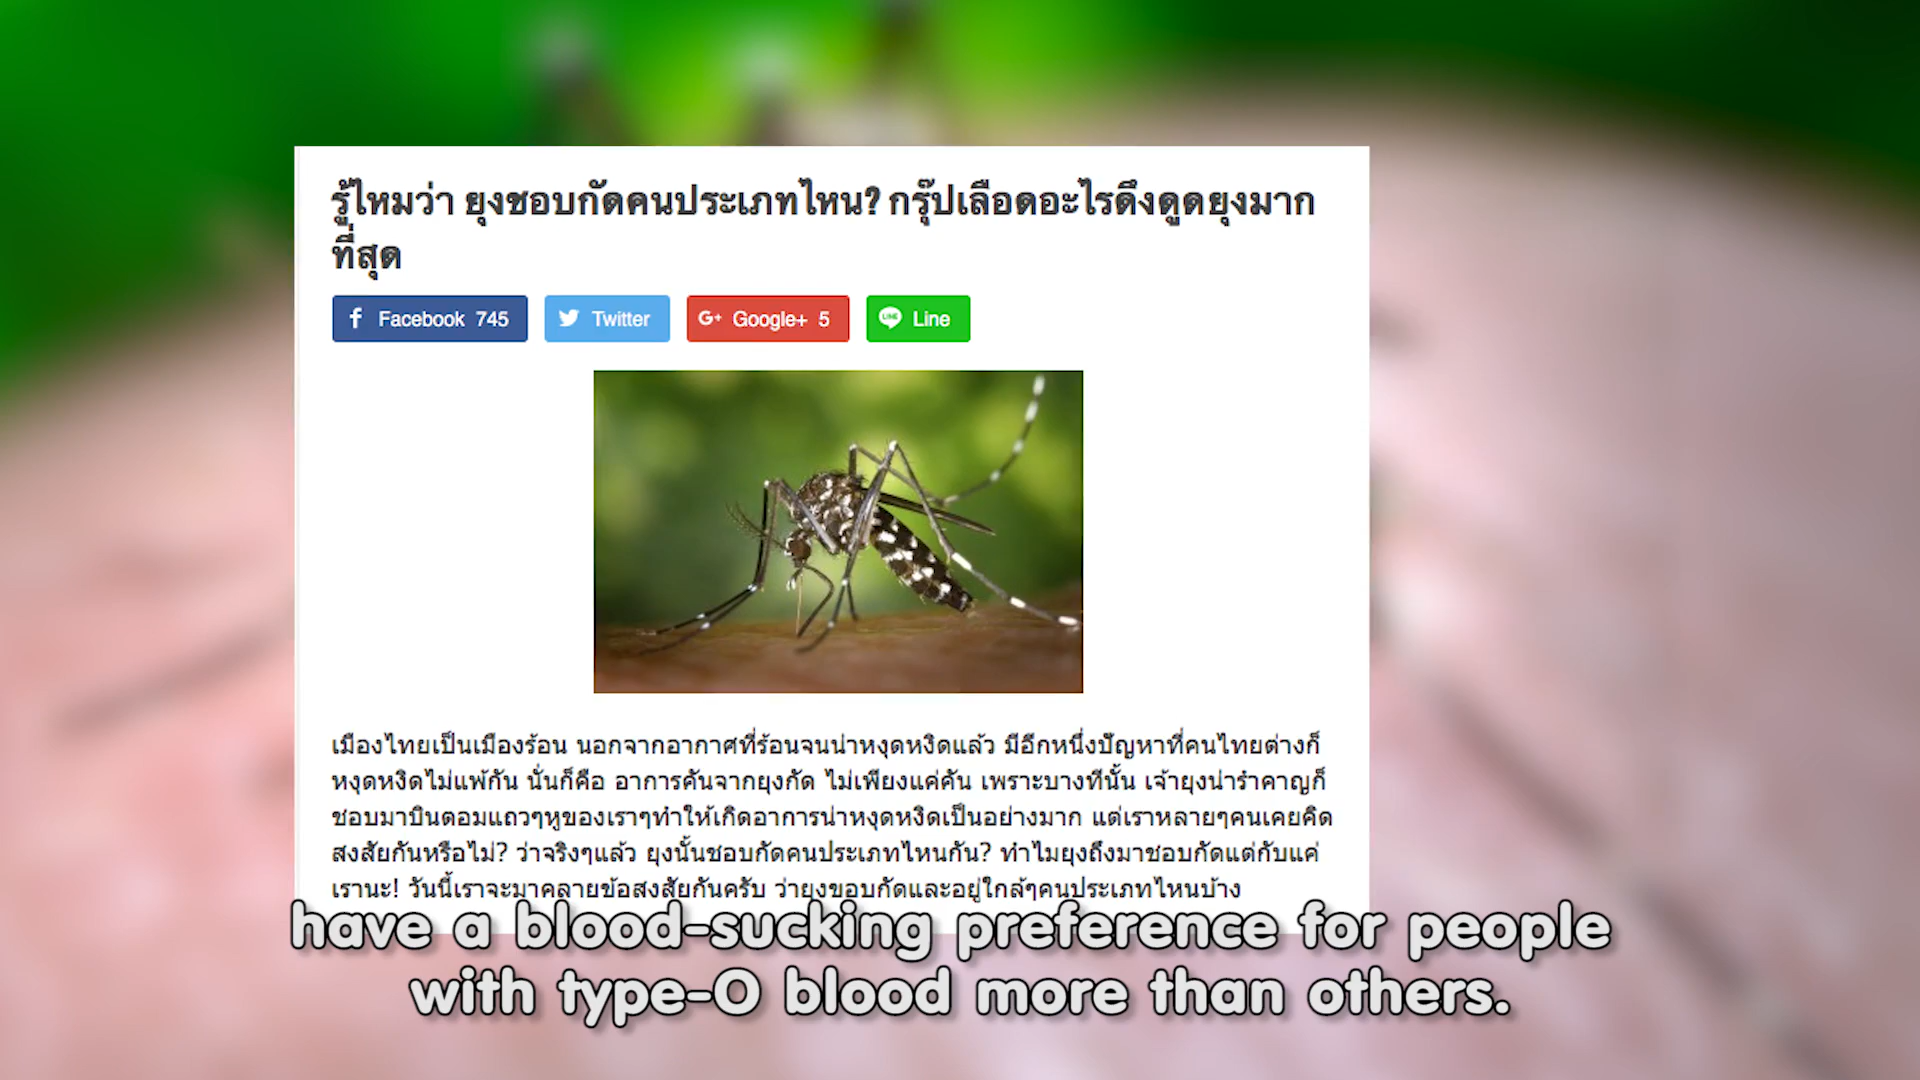 รู้ไหมว่า ยุงชอบกัดคนประเภทไหน? กรุ๊ปเลือดอะไรดึงดูดยุงมาก
ที่สุด
Facebook 745 Twitter G+ Google+ 5 LINE Line
เมืองไทยเป็นเมืองร้อน นอกจากอากาศที่ร้อนจนน่าหงุดหงิดแล้ว มีอีกหนึ่งปัญหาที่คนไทยต่างก็
หงุดหงิดไม่แพ้กัน นั่นก็คือ อาการคันจากยุงกัด ไม่เพียงแค่คัน เพราะบางทีนั้น เจ้ายุงน่ารำคาญก็
ชอบมาบินตอมแถวๆหูของเราๆทำให้เกิดอาการน่าหงุดหงิดเป็นอย่างมาก แต่เราหลายๆคนเคยคิด
สงสัยกันหรือไม่? ว่าจริงๆแล้ว ยุงนั้นชอบกัดคนประเภทไหนกัน? ทำไมยุงถึงมาชอบกัดแต่กับแค่
เรานะ! วันนี้เราจะมาคลายข้อสงสัยกันครับ ว่ายุงชอบกัดและอยู่ใกล้ๆคนประเภทไหนบ้าง
have a blood-sucking preference for people
with type-O blood more than others.